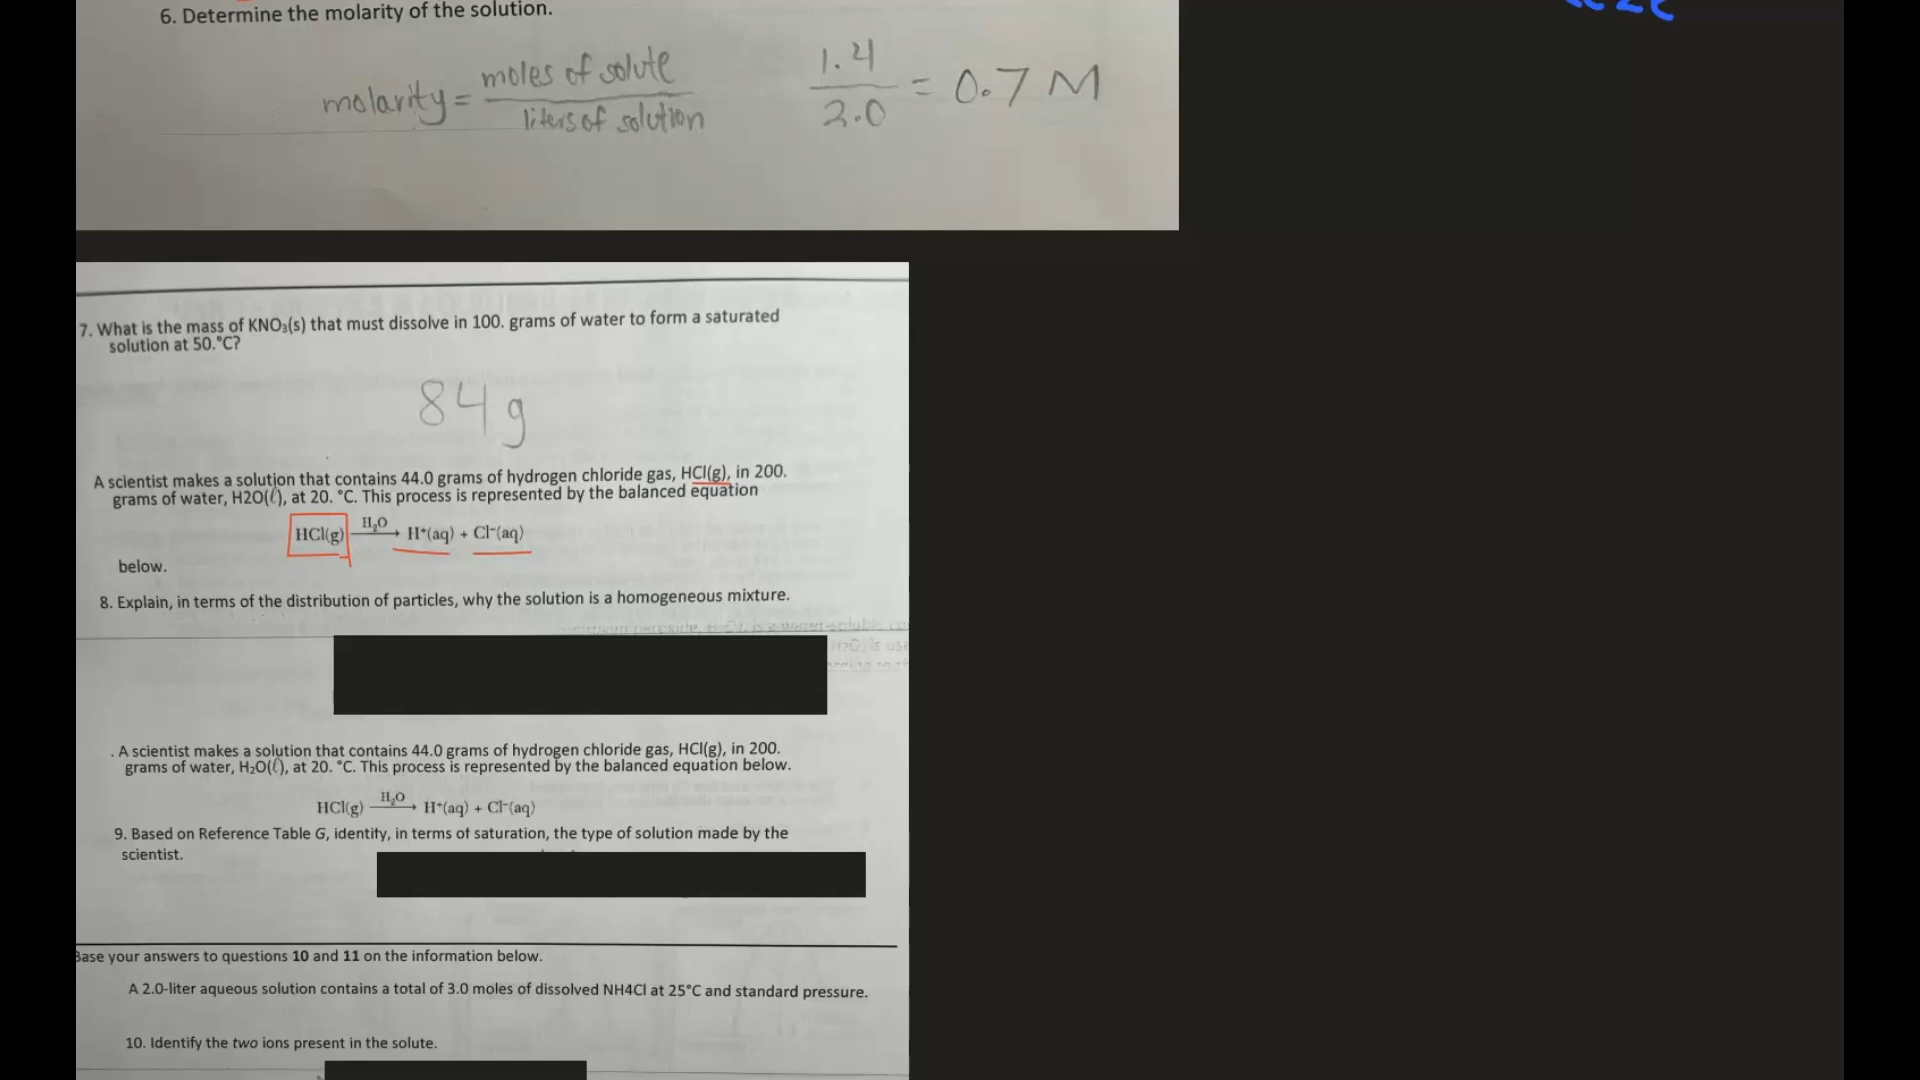 6. Determine the molarity of the solution.
molarity = moles of solute / liters of solution
1.4 / 2.0 = 0.7 M
7. What is the mass of KNO₃(s) that must dissolve in 100. grams of water to form a saturated
solution at 50.°C?
84 g
A scientist makes a solution that contains 44.0 grams of hydrogen chloride gas, HCl(g), in 200.
grams of water, H2O(ℓ), at 20. °C. This process is represented by the balanced equation
HCl(g) —H₂O→ H⁺(aq) + Cl⁻(aq)
below.
8. Explain, in terms of the distribution of particles, why the solution is a homogeneous mixture.
. A scientist makes a solution that contains 44.0 grams of hydrogen chloride gas, HCl(g), in 200.
grams of water, H₂O(ℓ), at 20. °C. This process is represented by the balanced equation below.
HCl(g) —H₂O→ H⁺(aq) + Cl⁻(aq)
9. Based on Reference Table G, identity, in terms of saturation, the type of solution made by the
scientist.
Base your answers to questions 10 and 11 on the information below.
A 2.0-liter aqueous solution contains a total of 3.0 moles of dissolved NH4Cl at 25°C and standard pressure.
10. Identify the two ions present in the solute.